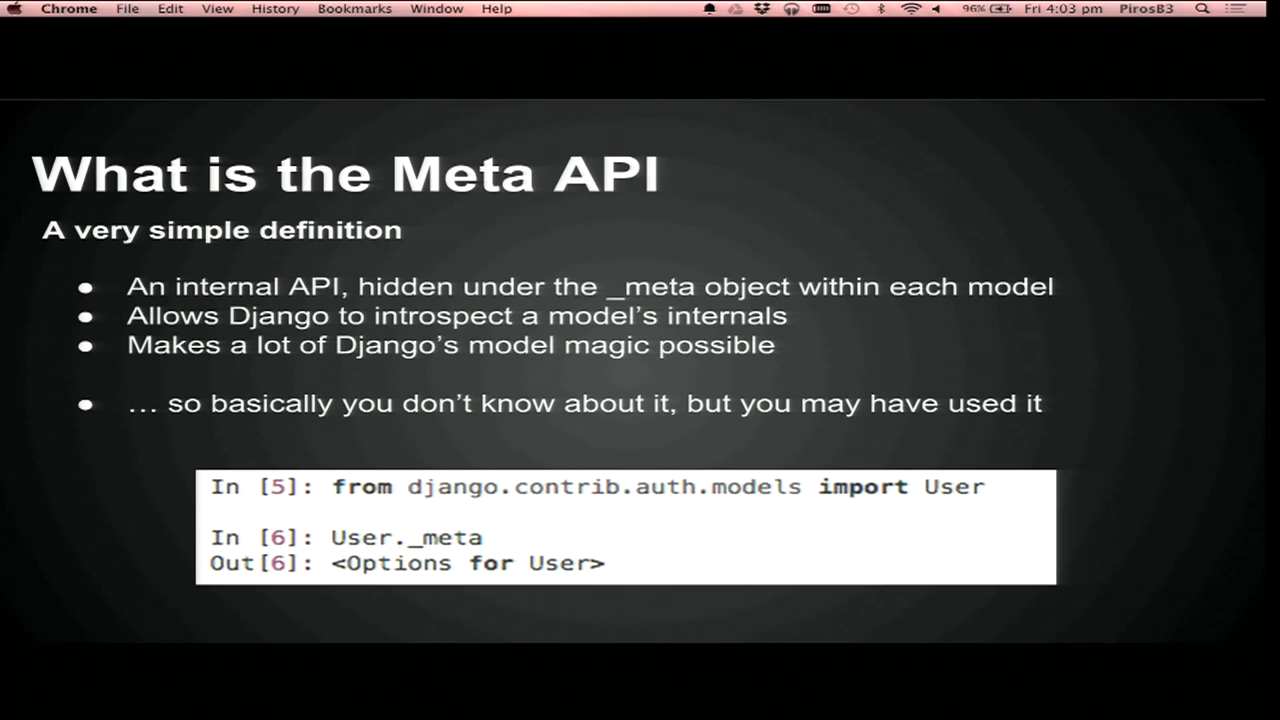 Chrome File Edit View History Bookmarks Window Help 96% Fri 4:03 pm PirosB3
What is the Meta API
A very simple definition
● An internal API, hidden under the _meta object within each model
● Allows Django to introspect a model’s internals
● Makes a lot of Django’s model magic possible
● … so basically you don’t know about it, but you may have used it
In [5]: from django.contrib.auth.models import User
In [6]: User._meta
Out[6]: <Options for User>